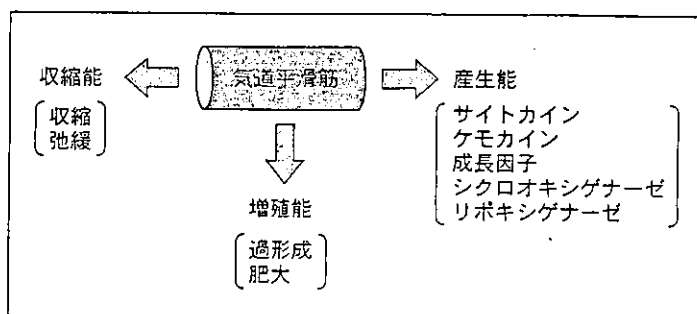 気道平滑筋
収縮能
収縮
弛緩
増殖能
過形成
肥大
産生能
サイトカイン
ケモカイン
成長因子
シクロオキシゲナーゼ
リポキシゲナーゼ